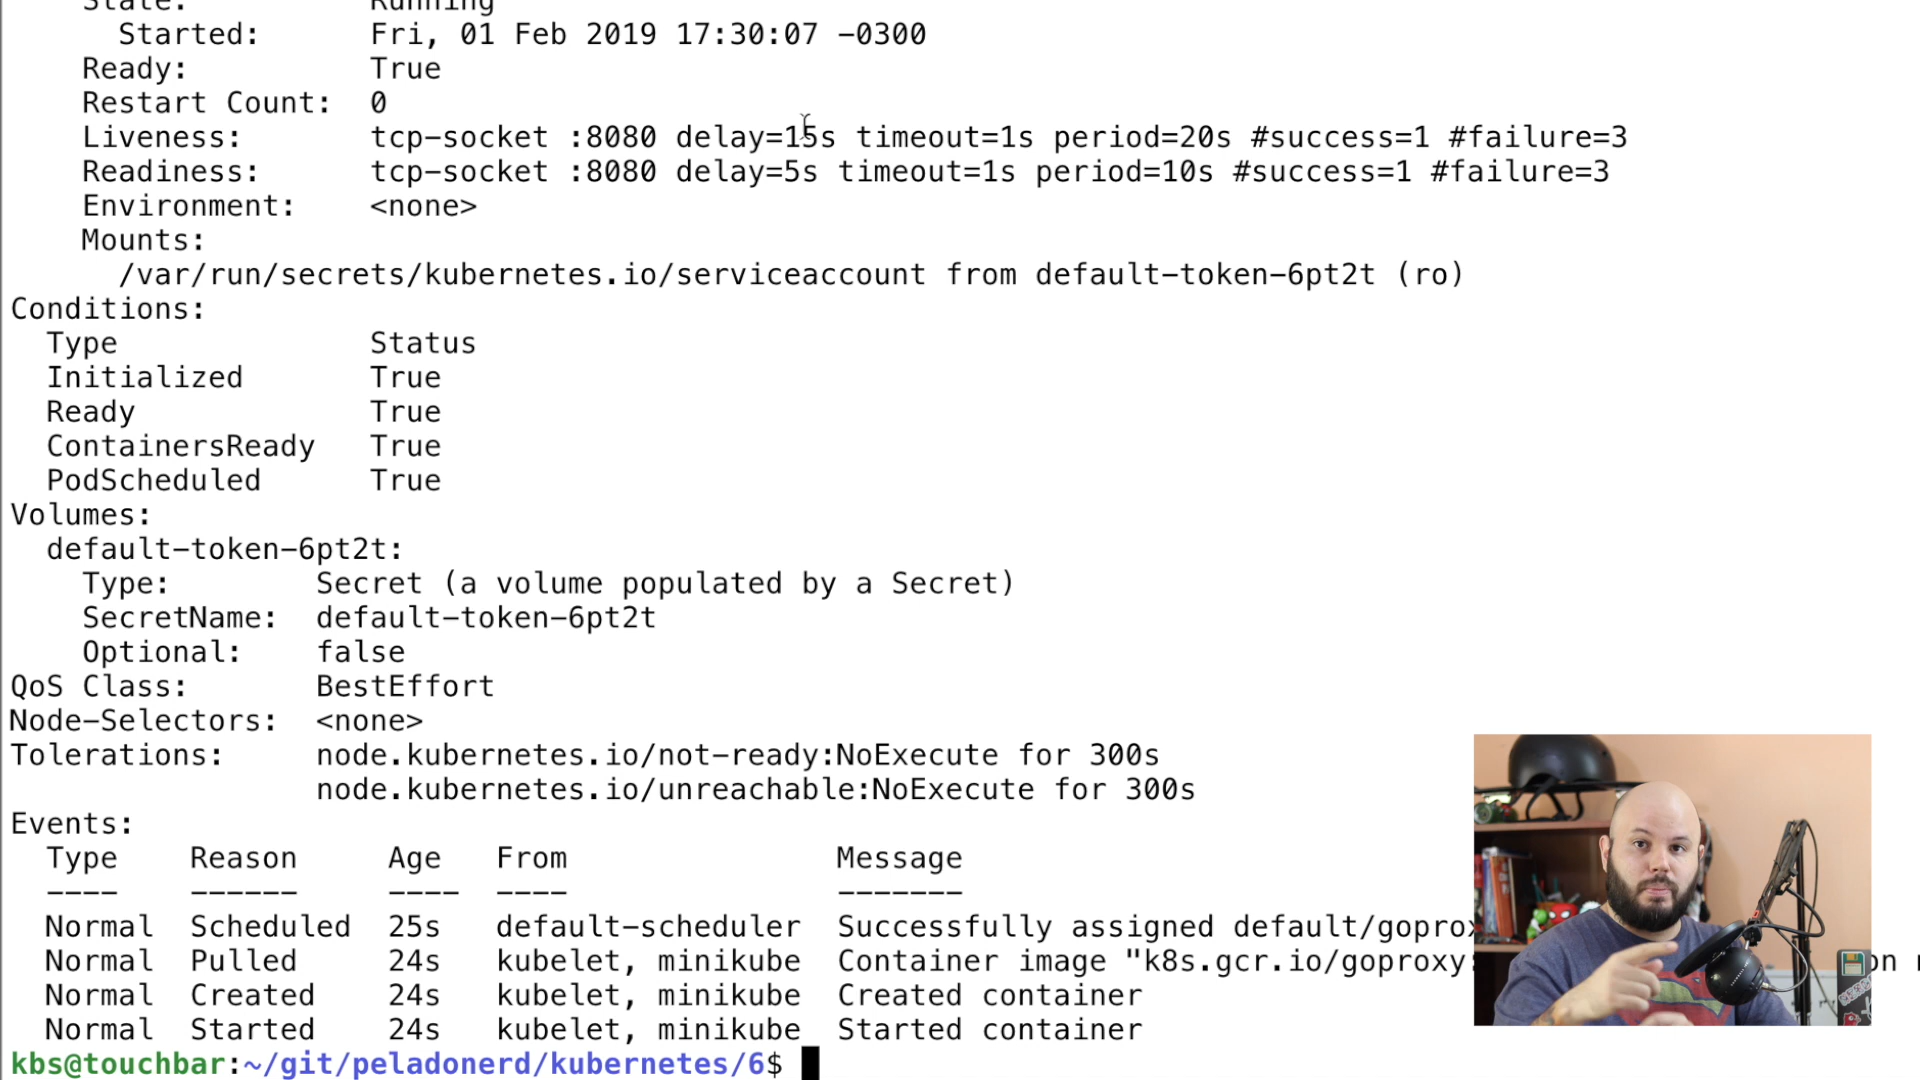 State: Running
Started: Fri, 01 Feb 2019 17:30:07 -0300
Ready: True
Restart Count: 0
Liveness: tcp-socket :8080 delay=15s timeout=1s period=20s #success=1 #failure=3
Readiness: tcp-socket :8080 delay=5s timeout=1s period=10s #success=1 #failure=3
Environment: <none>
Mounts:
/var/run/secrets/kubernetes.io/serviceaccount from default-token-6pt2t (ro)
Conditions:
Type Status
Initialized True
Ready True
ContainersReady True
PodScheduled True
Volumes:
default-token-6pt2t:
Type: Secret (a volume populated by a Secret)
SecretName: default-token-6pt2t
Optional: false
QoS Class: BestEffort
Node-Selectors: <none>
Tolerations: node.kubernetes.io/not-ready:NoExecute for 300s
node.kubernetes.io/unreachable:NoExecute for 300s
Events:
Type Reason Age From Message
---- ------ ---- ---- -------
Normal Scheduled 25s default-scheduler Successfully assigned default/goprox
Normal Pulled 24s kubelet, minikube Container image "k8s.gcr.io/goproxy:
Normal Created 24s kubelet, minikube Created container
Normal Started 24s kubelet, minikube Started container
kbs@touchbar:~/git/peladonerd/kubernetes/6$